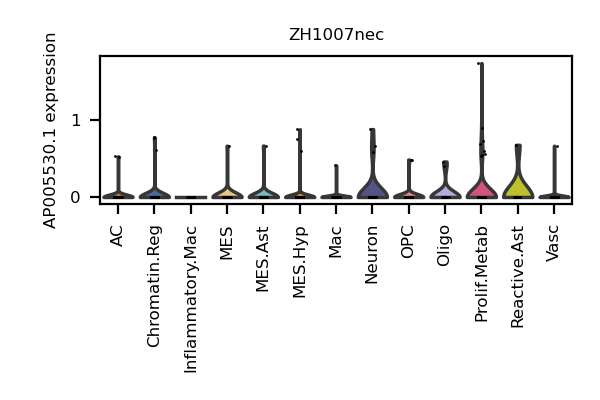 ZH1007nec
AP005530.1 expression
1
0
AC
Chromatin.Reg
Inflammatory.Mac
MES
MES.Ast
MES.Hyp
Mac
Neuron
OPC
Oligo
Prolif.Metab
Reactive.Ast
Vasc